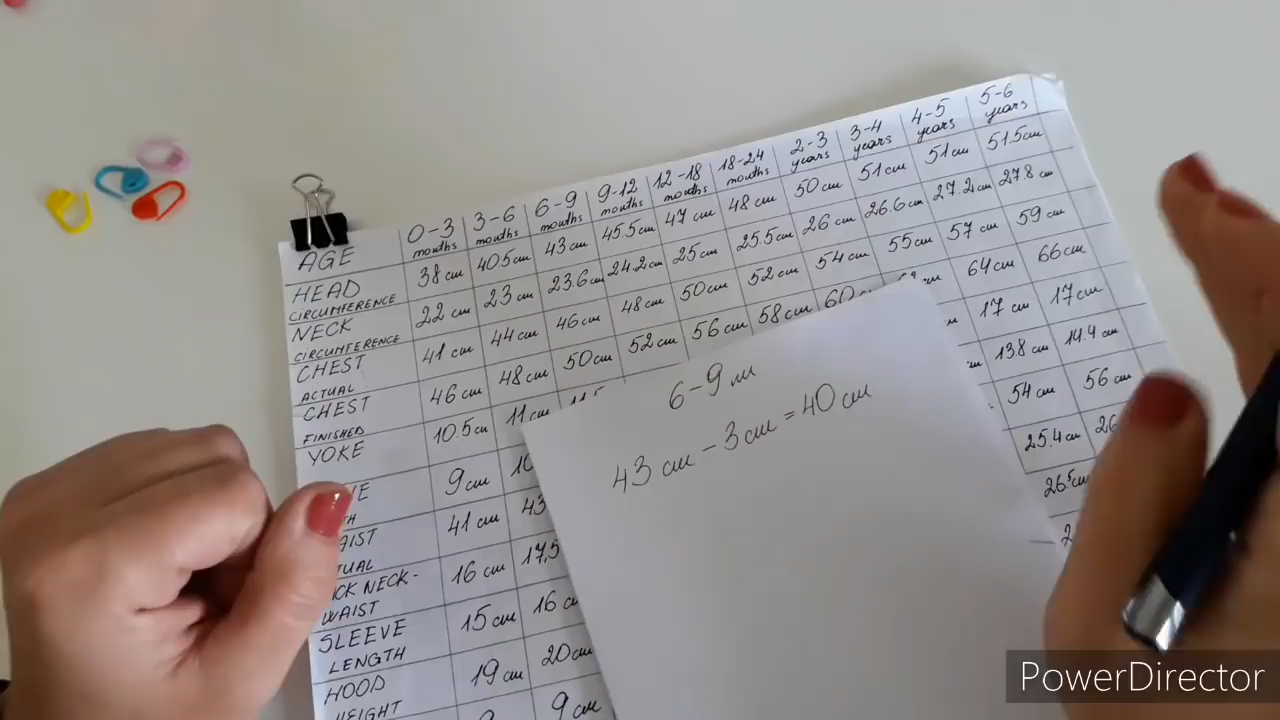 AGE 0-3 months 3-6 months 6-9 months 9-12 months 12-18 months 18-24 months 2-3 years 3-4 years 4-5 years 5-6 years
HEAD CIRCUMFERENCE 38 cm 40.5 cm 43 cm 45.5 cm 47 cm 48 cm 50 cm 51 cm 51 cm 51.5 cm
NECK CIRCUMFERENCE 22 cm 23 cm 23.6 cm 24.2 cm 25 cm 25.5 cm 26 cm 26.6 cm 27.2 cm 27.8 cm
CHEST ACTUAL 41 cm 44 cm 46 cm 48 cm 50 cm 52 cm 54 cm 55 cm 57 cm 59 cm
CHEST FINISHED 46 cm 48 cm 50 cm 52 cm 56 cm 58 cm 60 64 cm 66 cm
YOKE 10.5 cm 11 cm 17 cm 17 cm
9 cm 10 13.8 cm 14.4 cm
41 cm 43 54 cm 56 cm
NECK-WAIST 16 cm 17,5 25.4 cm 26
SLEEVE LENGTH 15 cm 16 cm 26.5 cm
HOOD HEIGHT 19 cm 20 cm
9 cm
6-9 m
43 cm - 3 cm = 40 cm
PowerDirector